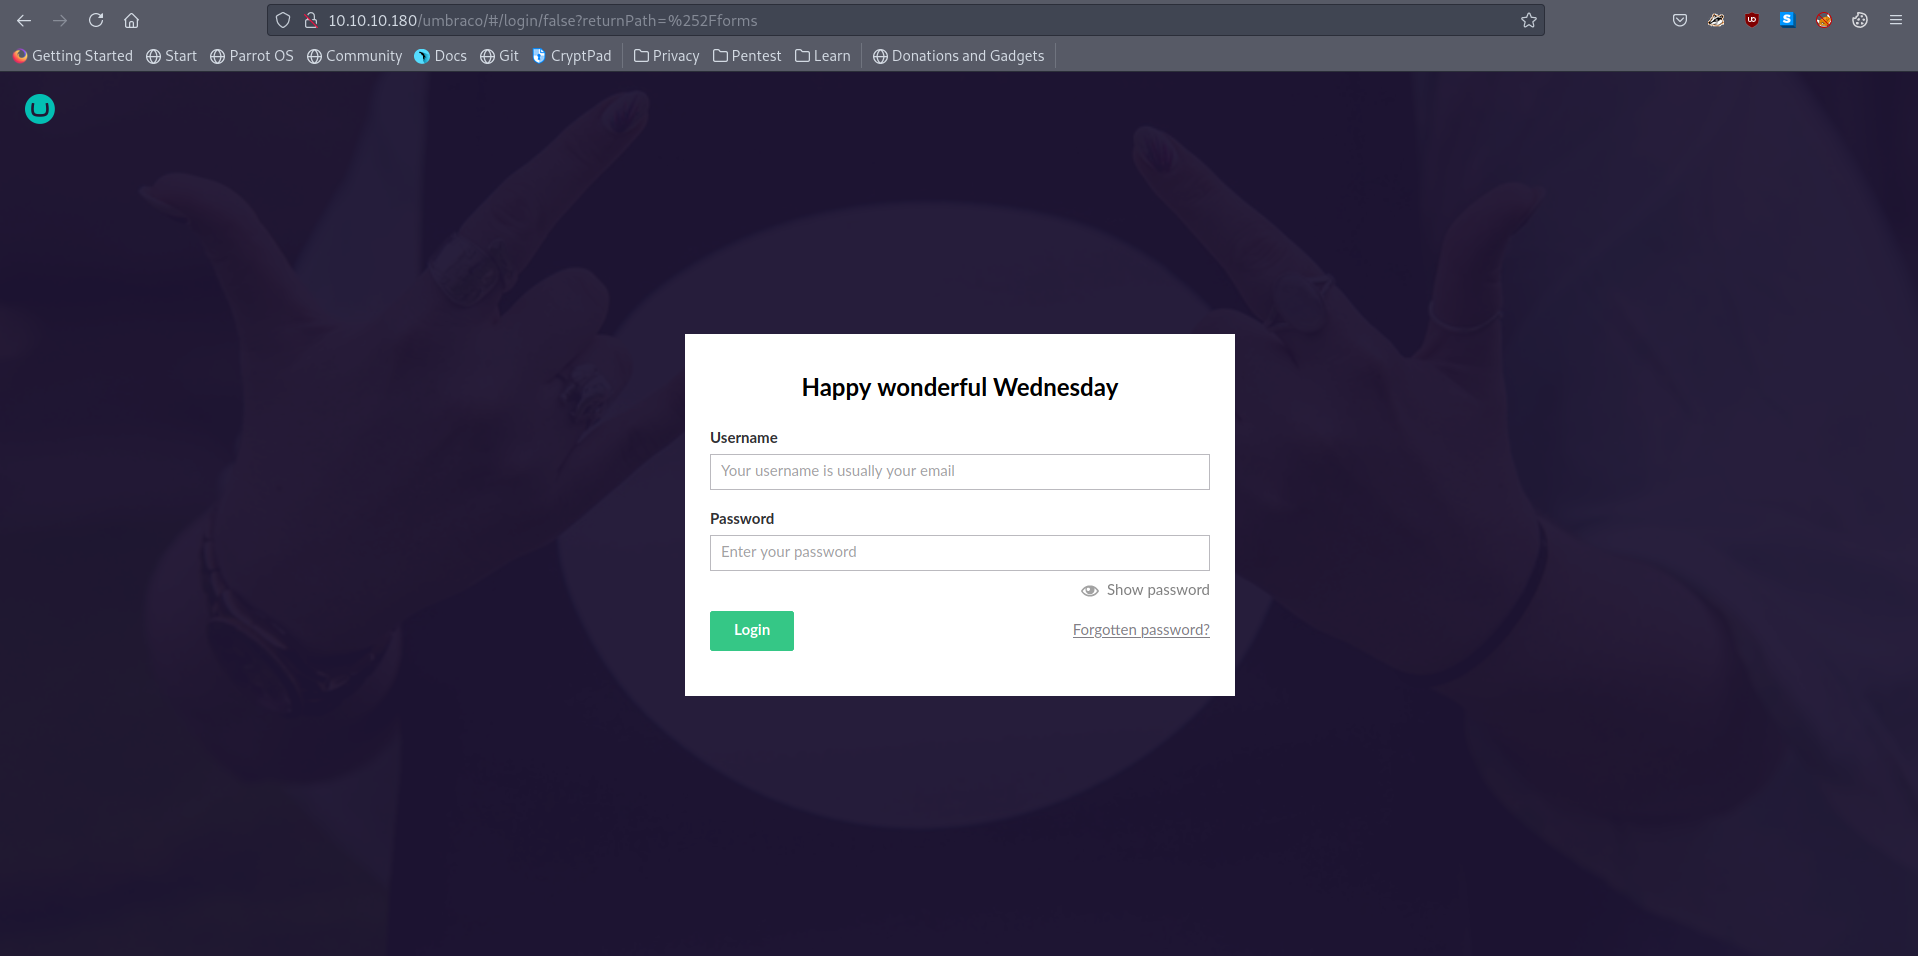 10.10.10.180/umbraco/#/login/false?returnPath=%252Fforms
Getting Started Start Parrot OS Community Docs Git CryptPad Privacy Pentest Learn Donations and Gadgets
Happy wonderful Wednesday
Username
Your username is usually your email
Password
Enter your password
Show password
Login Forgotten password?